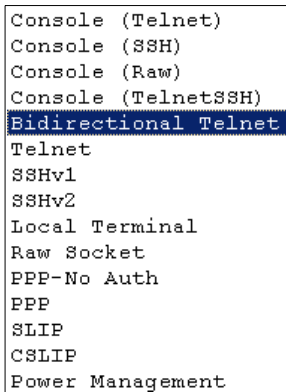 Console (Telnet)
Console (SSH)
Console (Raw)
Console (TelnetSSH)
Bidirectional Telnet
Telnet
SSHv1
SSHv2
Local Terminal
Raw Socket
PPP-No Auth
PPP
SLIP
CSLIP
Power Management